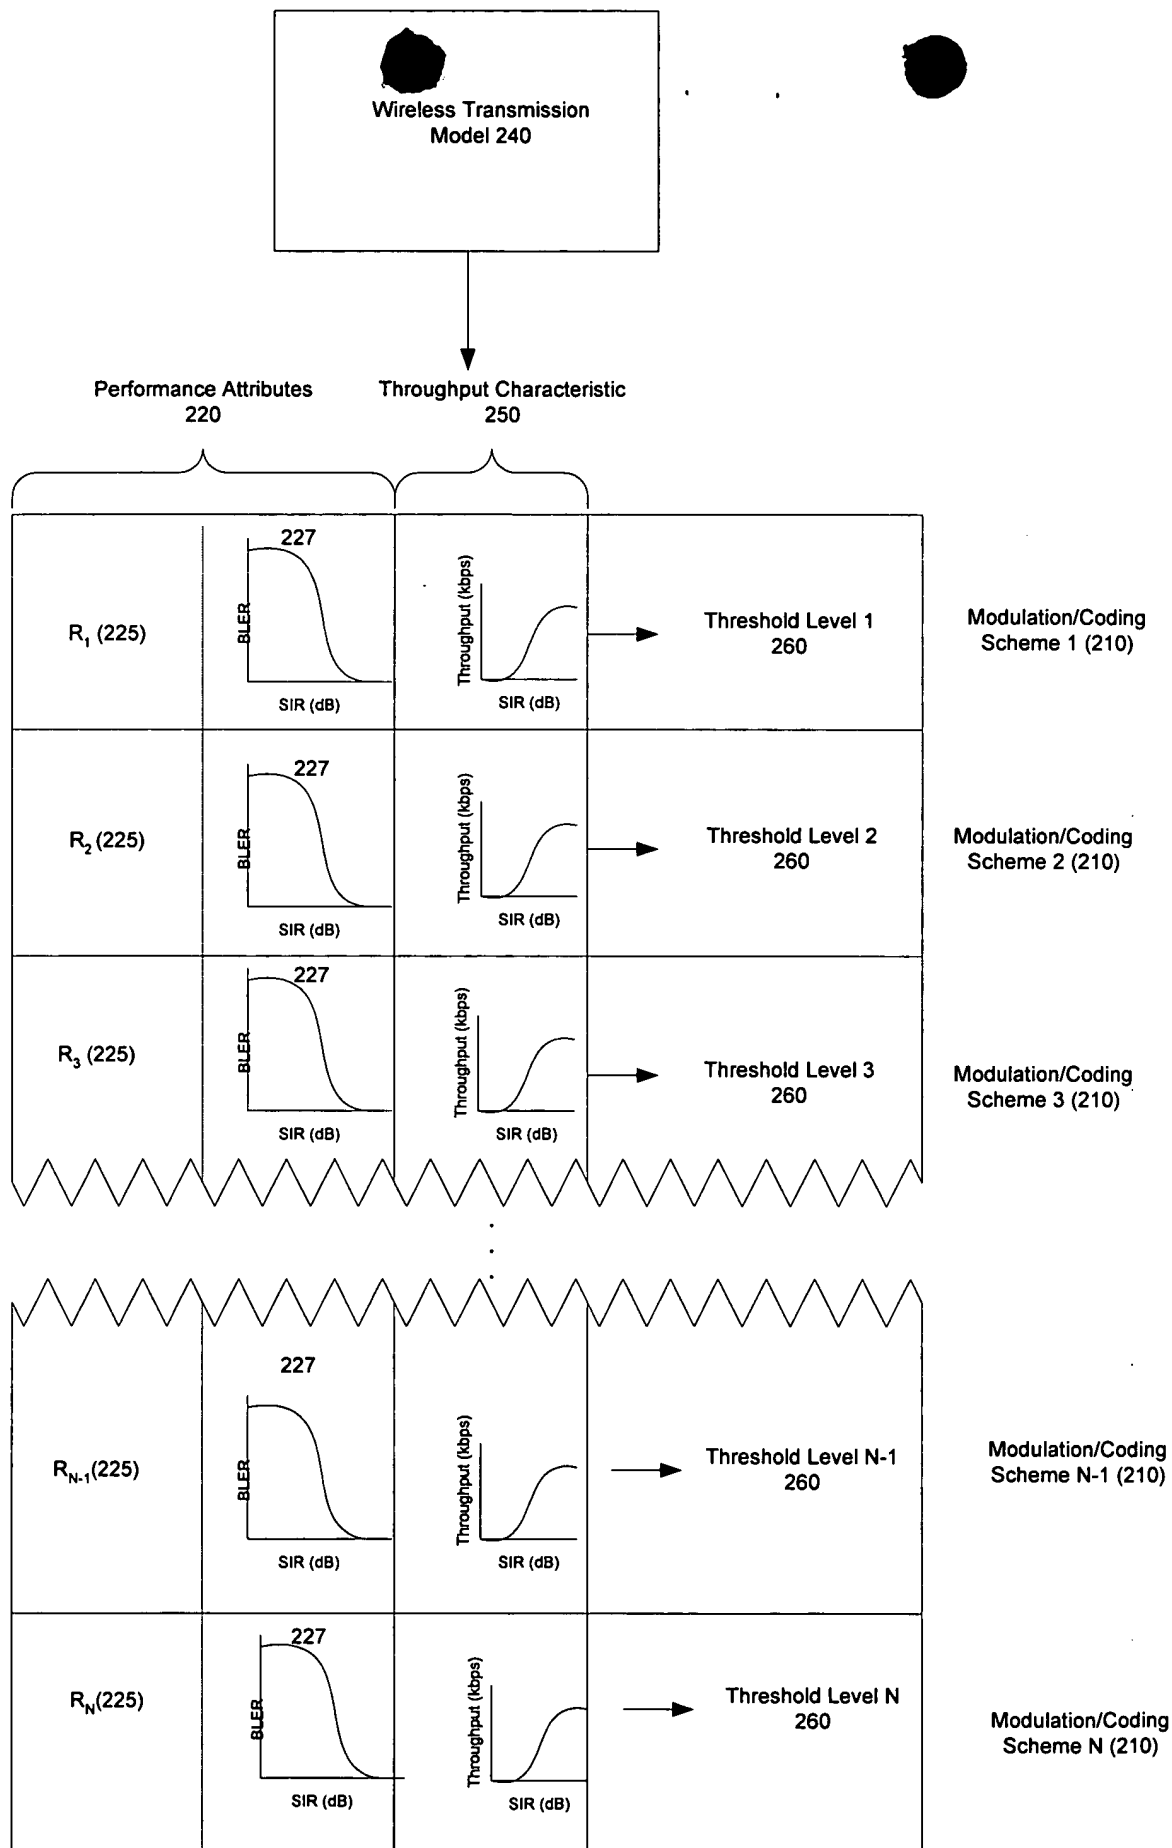 Wireless Transmission
Model 240
Performance Attributes
220
Throughput Characteristic
250
R1 (225)
227
BLER
SIR (dB)
Throughput (kbps)
SIR (dB)
Threshold Level 1
260
Modulation/Coding
Scheme 1 (210)
R2 (225)
227
BLER
SIR (dB)
Throughput (kbps)
SIR (dB)
Threshold Level 2
260
Modulation/Coding
Scheme 2 (210)
R3 (225)
227
BLER
SIR (dB)
Throughput (kbps)
SIR (dB)
Threshold Level 3
260
Modulation/Coding
Scheme 3 (210)
RN-1(225)
227
BLER
SIR (dB)
Throughput (kbps)
SIR (dB)
Threshold Level N-1
260
Modulation/Coding
Scheme N-1 (210)
RN(225)
227
BLER
SIR (dB)
Throughput (kbps)
SIR (dB)
Threshold Level N
260
Modulation/Coding
Scheme N (210)